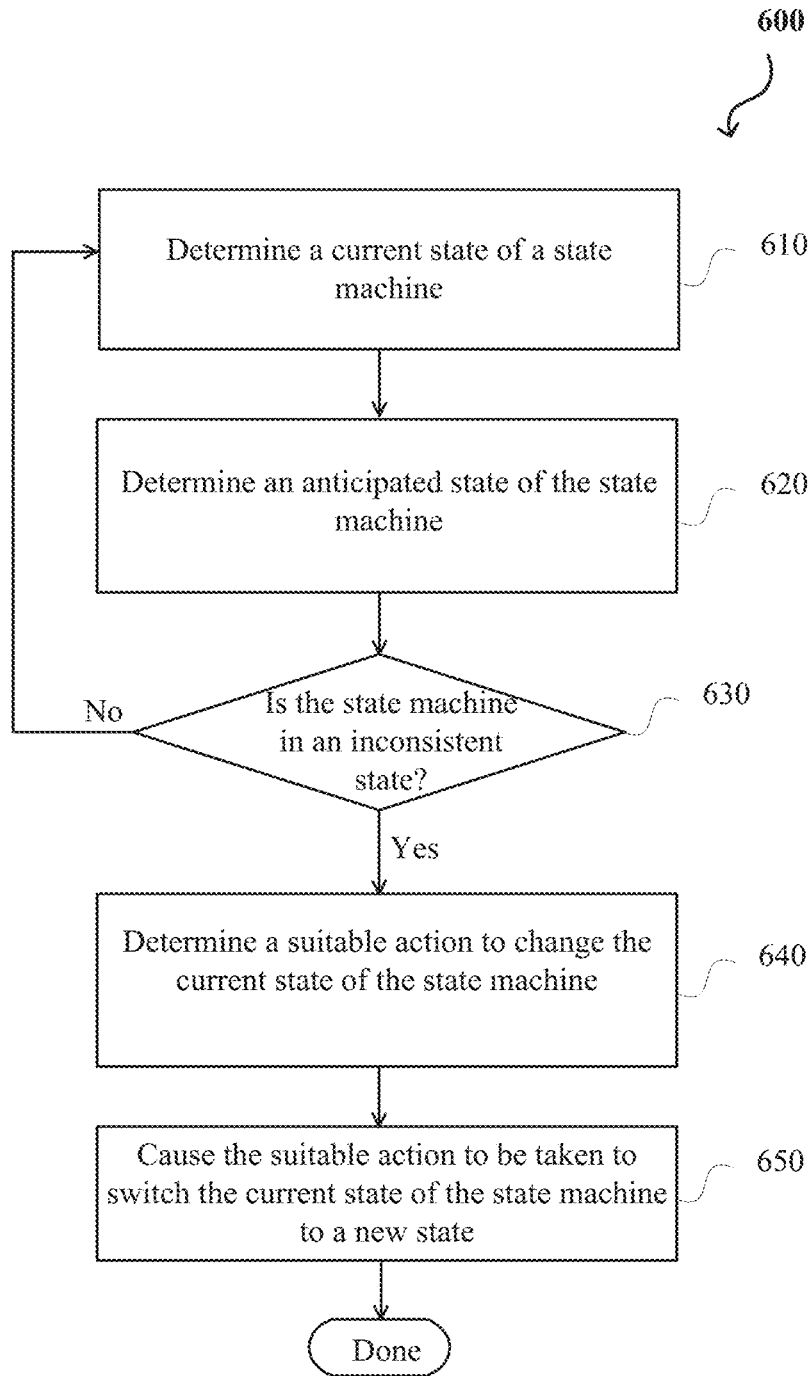 600
Determine a current state of a state
machine
610
Determine an anticipated state of the state
machine
620
Is the state machine
in an inconsistent
state?
630
No
Yes
Determine a suitable action to change the
current state of the state machine
640
Cause the suitable action to be taken to
switch the current state of the state machine
to a new state
650
Done